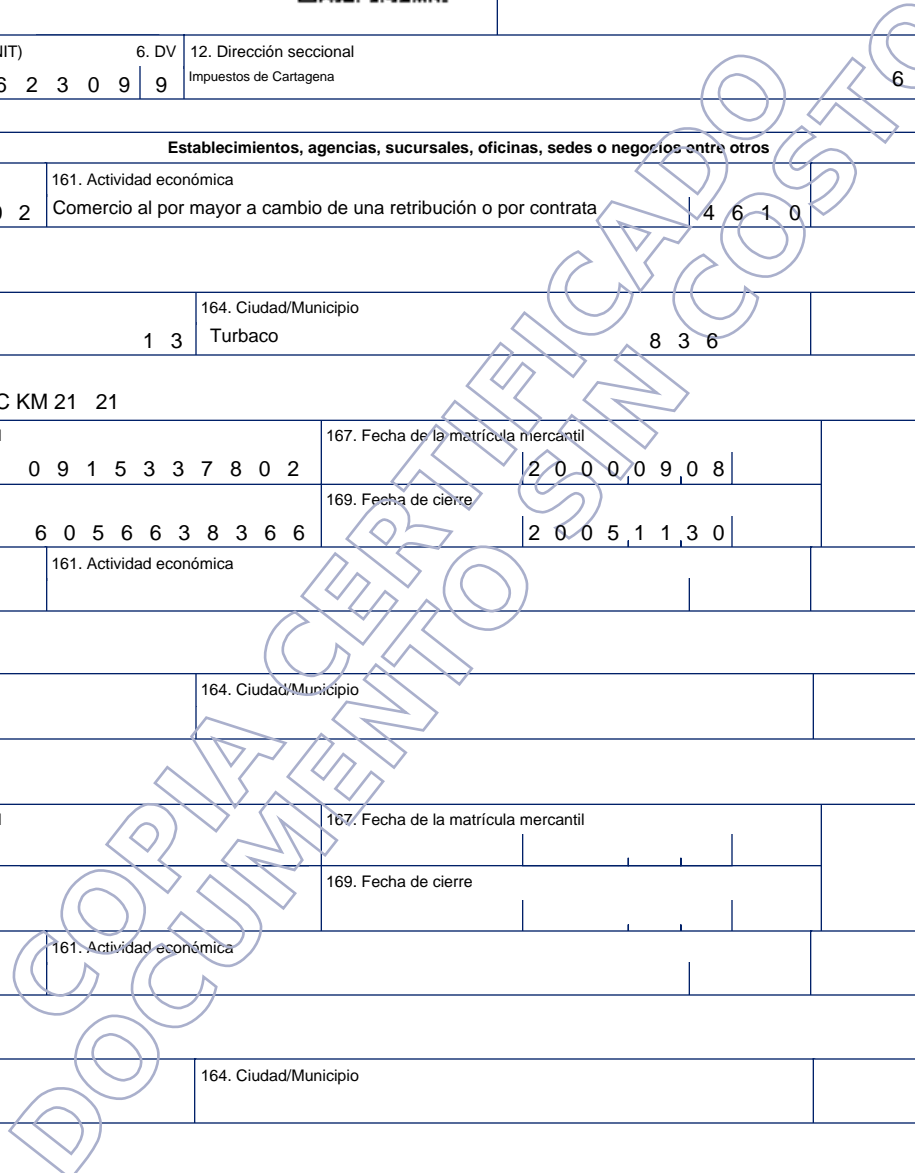 NIT) 6. DV 12. Dirección seccional
6 2 3 0 9 9 Impuestos de Cartagena 6
Establecimientos, agencias, sucursales, oficinas, sedes o negocios entre otros
161. Actividad económica
0 2 Comercio al por mayor a cambio de una retribución o por contrata 4 6 1 0
164. Ciudad/Municipio
1 3 Turbaco 8 3 6
C KM 21 21
167. Fecha de la matrícula mercantil
0 9 1 5 3 3 7 8 0 2 2 0 0 0 0 9 0 8
169. Fecha de cierre
6 0 5 6 6 3 8 3 6 6 2 0 0 5 1 1 3 0
161. Actividad económica
164. Ciudad/Municipio
167. Fecha de la matrícula mercantil
169. Fecha de cierre
161. Actividad económica
164. Ciudad/Municipio
COPIA CERTIFICADO
DOCUMENTO SIN COSTO